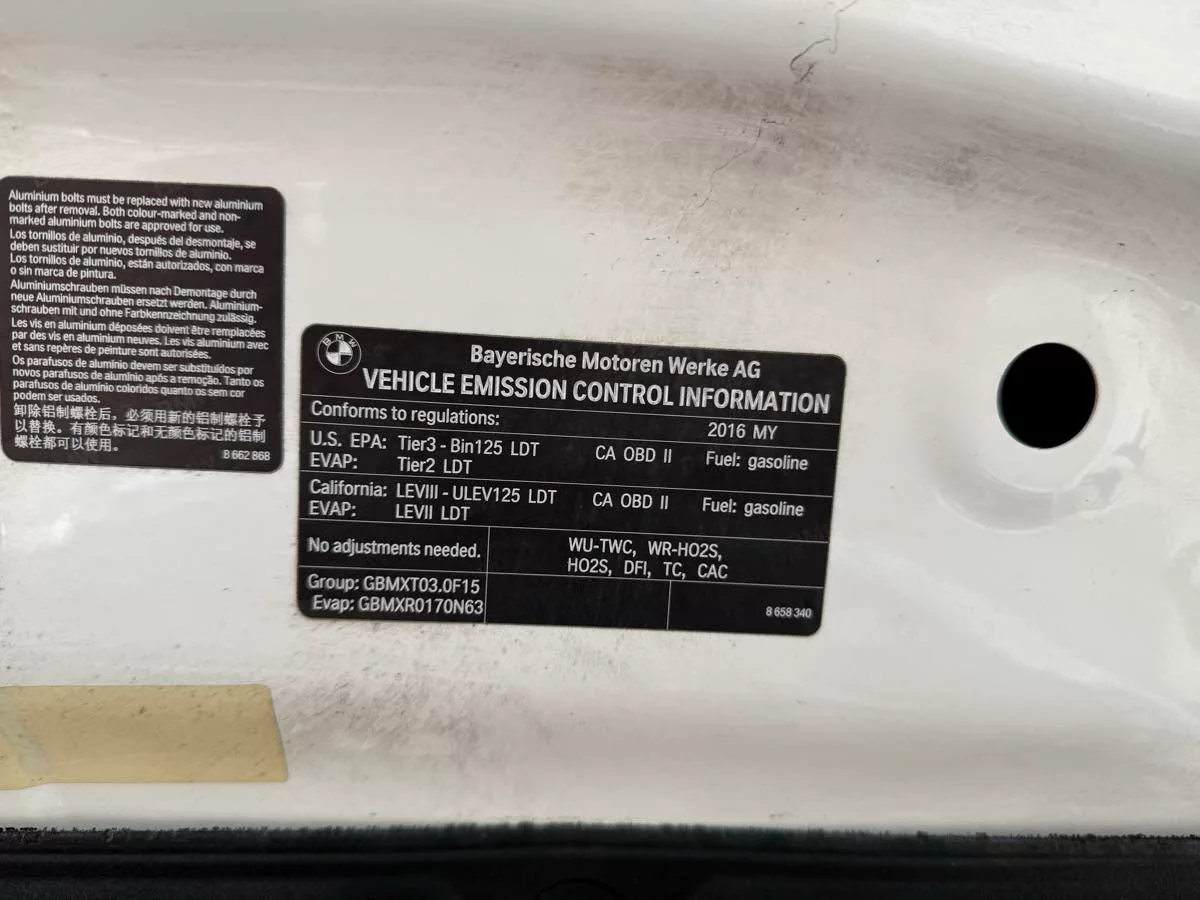 Aluminium bolts must be replaced with new aluminium
bolts after removal. Both colour-marked and non-
marked aluminium bolts are approved for use.
Los tornillos de aluminio, después del desmontaje, se
deben sustituir por nuevos tornillos de aluminio.
Los tornillos de aluminio, están autorizados, con marca
o sin marca de pintura.
Aluminiumschrauben müssen nach Demontage durch
neue Aluminiumschrauben ersetzt werden. Aluminium-
schrauben mit und ohne Farbkennzeichnung zulässig.
Les vis en aluminium déposées doivent être remplacées
par des vis en aluminium neuves. Les vis aluminium avec
et sans repères de peinture sont autorisées.
Os parafusos de alumínio devem ser substituídos por
novos parafusos de alumínio após a remoção. Tanto os
parafusos de alumínio coloridos quanto os sem cor
podem ser usados.
卸除铝制螺栓后，必须用新的铝制螺栓予
以替换。有颜色标记和无颜色标记的铝制
螺栓都可以使用。
8 662 868
BMW
Bayerische Motoren Werke AG
VEHICLE EMISSION CONTROL INFORMATION
Conforms to regulations: 2016 MY
U.S. EPA: Tier3 - Bin125 LDT CA OBD II Fuel: gasoline
EVAP: Tier2 LDT
California: LEVIII - ULEV125 LDT CA OBD II Fuel: gasoline
EVAP: LEVII LDT
No adjustments needed.
WU-TWC, WR-HO2S,
HO2S, DFI, TC, CAC
Group: GBMXT03.0F15
Evap: GBMXR0170N63
8 658 340